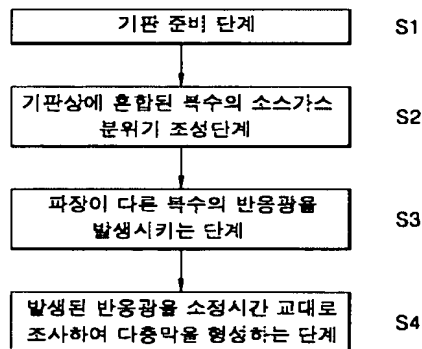 기판 준비 단계
S1
기판상에 혼합된 복수의 소스가스
분위기 조성단계
S2
파장이 다른 복수의 반응광을
발생시키는 단계
S3
발생된 반응광을 소정시간 교대로
조사하여 다층막을 형성하는 단계
S4